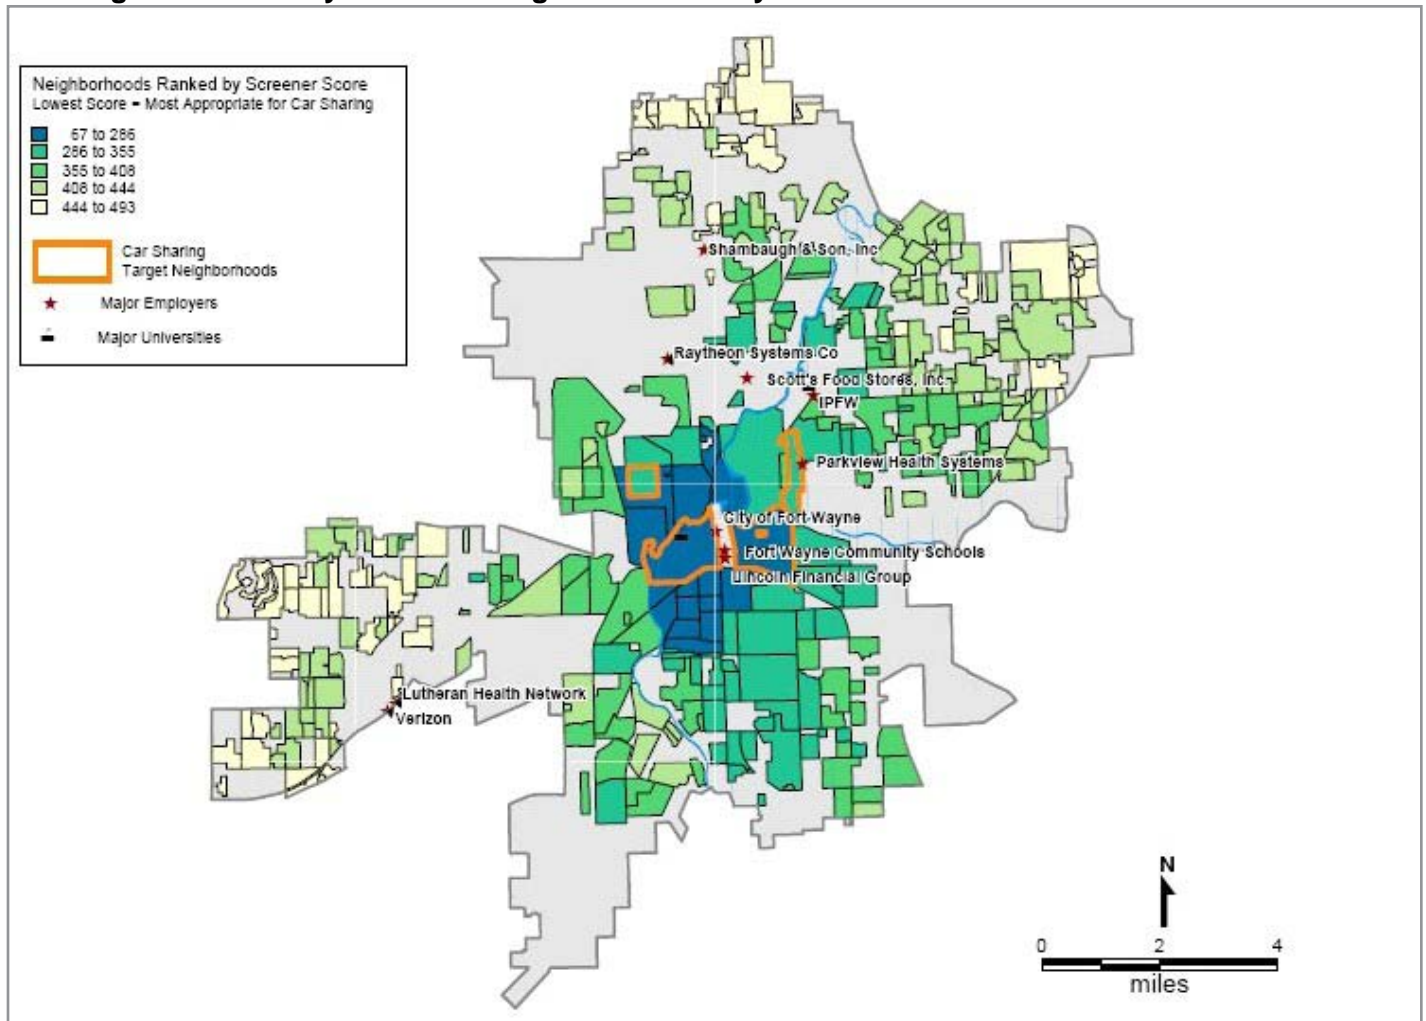 Neighborhoods Ranked by Screener Score
Lowest Score = Most Appropriate for Car Sharing
67 to 286
286 to 355
355 to 408
408 to 444
444 to 493
Car Sharing
Target Neighborhoods
Major Employers
Major Universities
Shambaugh & Son, Inc
Raytheon Systems Co
Scott's Food Stores, Inc.
IPFW
Parkview Health Systems
City of Fort Wayne
Fort Wayne Community Schools
Lincoln Financial Group
Lutheran Health Network
Verizon
N
0 2 4
miles